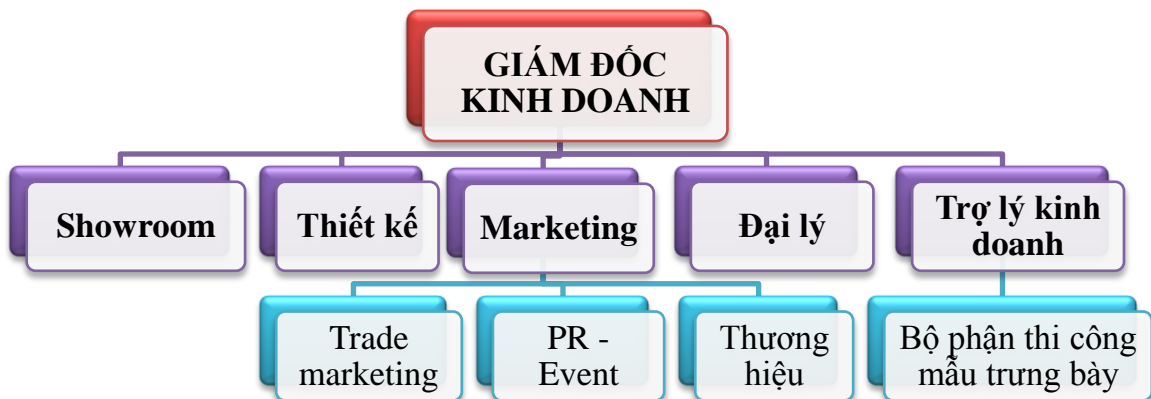 GIÁM ĐỐC
KINH DOANH
Showroom
Thiết kế
Marketing
Đại lý
Trợ lý kinh
doanh
Trade
marketing
PR -
Event
Thương
hiệu
Bộ phận thi công
mẫu trưng bày